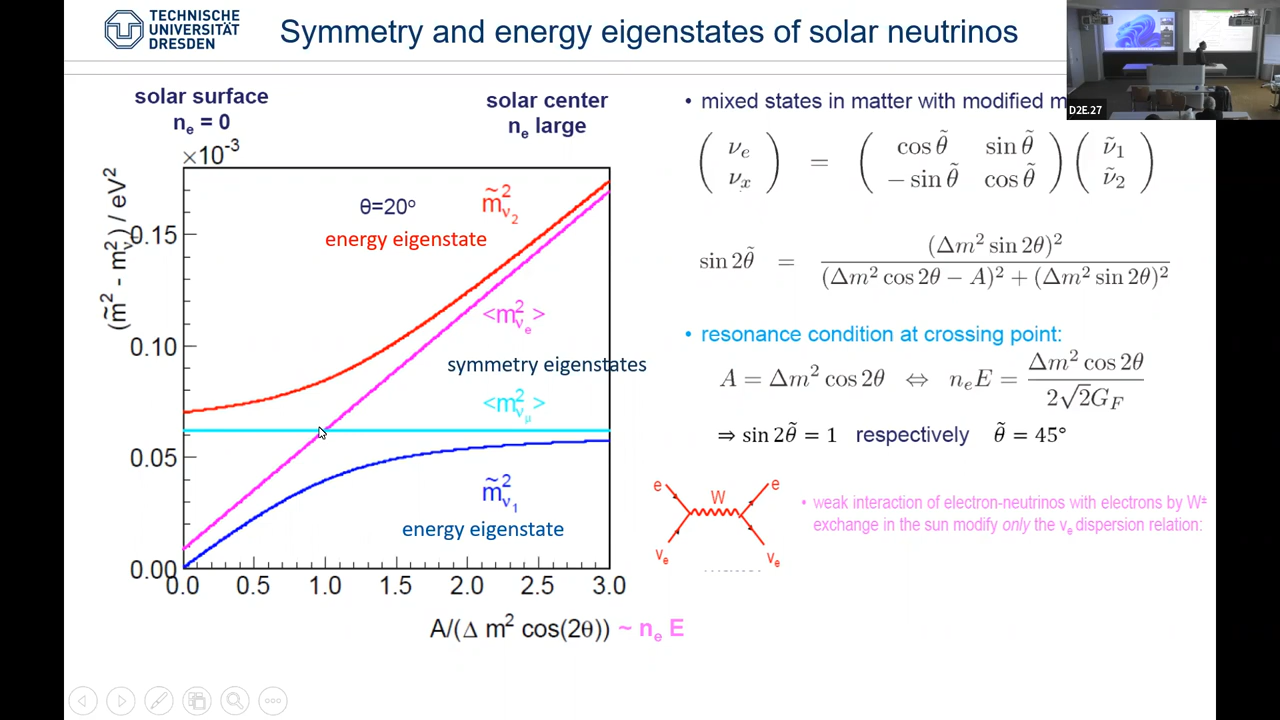 TECHNISCHE
UNIVERSITÄT
DRESDEN
Symmetry and energy eigenstates of solar neutrinos
D2E.27
solar surface
nₑ = 0
solar center
nₑ large
×10⁻³
(m̃² - m²ᵥ₁) / eV²
0.15
0.10
0.05
0.00
0.0 0.5 1.0 1.5 2.0 2.5 3.0
A/(Δ m² cos(2θ)) ~ nₑ E
θ=20°
m̃²ᵥ₂
energy eigenstate
<m²ᵥₑ>
symmetry eigenstates
<m²ᵥμ>
m̃²ᵥ₁
energy eigenstate
• mixed states in matter with modified m
(νₑ νₓ) = (cos θ̃ sin θ̃ − sin θ̃ cos θ̃) (ν̃₁ ν̃₂)
sin 2θ̃ = (Δm² sin 2θ)² / (Δm² cos 2θ − A)² + (Δm² sin 2θ)²
• resonance condition at crossing point:
A = Δm² cos 2θ ⇔ nₑE = Δm² cos 2θ / 2√2G_F
⇒ sin 2θ̃ = 1 respectively θ̃ = 45°
e W e
νₑ νₑ
• weak interaction of electron-neutrinos with electrons by W±
exchange in the sun modify only the νₑ dispersion relation: